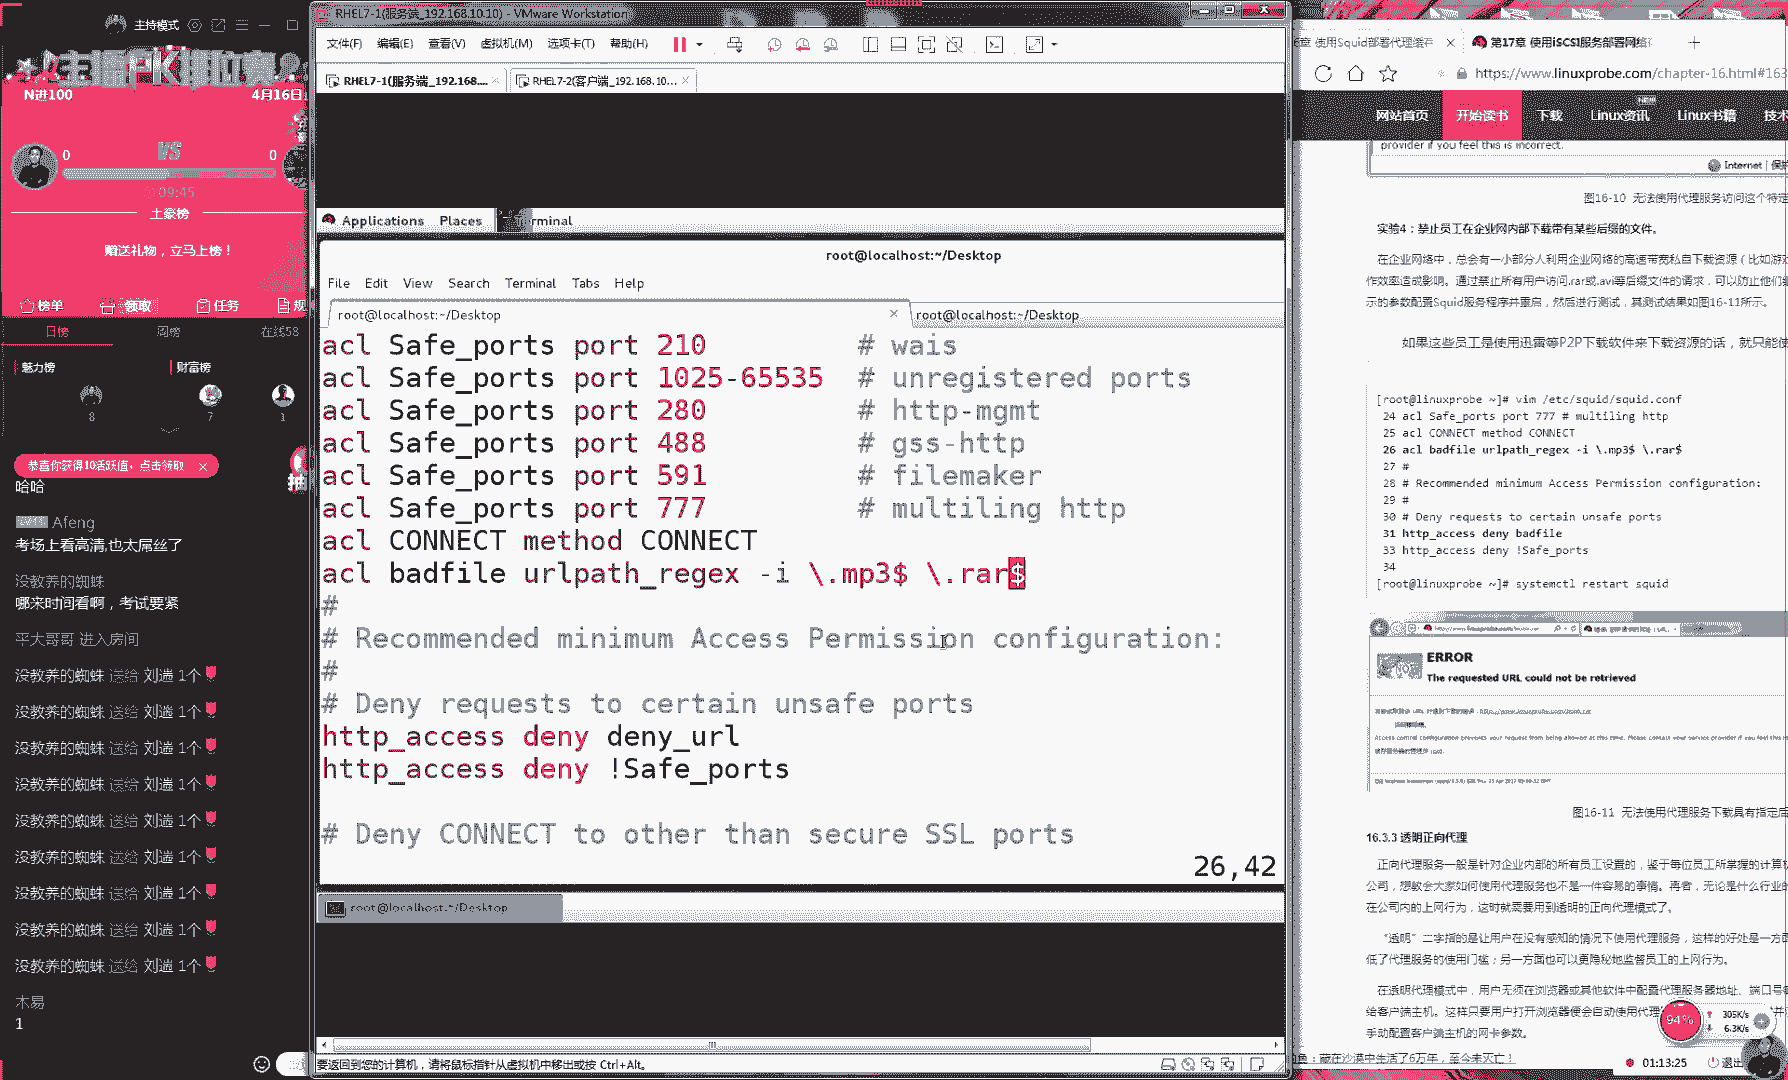 主持模式
主播PK排位赛
N进100
4月16日
0
VS
0
09:45
土豪榜
赠送礼物，立马上榜！
榜单
领取
任务
日榜
周榜
在线58
魅力榜
财富榜
8
7
1
恭喜你获得10活跃值，点击领取
哈哈
Afeng
考场上看高清,也太屌丝了
没教养的蜘蛛
哪来时间看啊，考试要紧
平大哥哥 进入房间
没教养的蜘蛛 送给 刘遄 1个
没教养的蜘蛛 送给 刘遄 1个
没教养的蜘蛛 送给 刘遄 1个
没教养的蜘蛛 送给 刘遄 1个
没教养的蜘蛛 送给 刘遄 1个
没教养的蜘蛛 送给 刘遄 1个
没教养的蜘蛛 送给 刘遄 1个
没教养的蜘蛛 送给 刘遄 1个
没教养的蜘蛛 送给 刘遄 1个
木易
1
RHEL7-1(服务端_192.168.10.10) - VMware Workstation
文件(F) 编辑(E) 查看(V) 虚拟机(M) 选项卡(T) 帮助(H)
RHEL7-1(服务端_192.168....
RHEL7-2(客户端_192.168.10...
Applications Places
root@localhost:~/Desktop
File Edit View Search Terminal Tabs Help
root@localhost:~/Desktop
root@localhost:~/Desktop
acl Safe_ports port 210 # wais
acl Safe_ports port 1025-65535 # unregistered ports
acl Safe_ports port 280 # http-mgmt
acl Safe_ports port 488 # gss-http
acl Safe_ports port 591 # filemaker
acl Safe_ports port 777 # multiling http
acl CONNECT method CONNECT
acl badfile urlpath_regex -i \.mp3$ \.rar$
#
# Recommended minimum Access Permission configuration:
#
# Deny requests to certain unsafe ports
http_access deny deny_url
http_access deny !Safe_ports
# Deny CONNECT to other than secure SSL ports
26,42
root@localhost:~/Desktop
要返回到您的计算机，请将鼠标指针从虚拟机中移出或按 Ctrl+Alt。
章 使用Squid部署代理缓存
第17章 使用iSCSI服务部署网络
https://www.linuxprobe.com/chapter-16.html#163
网站首页
开始读书
下载
Linux资讯
Linux书籍
provider if you feel this is incorrect.
Internet
图16-10 无法使用代理服务访问这个特定
实验4：禁止员工在企业网内部下载带有某些后缀的文件。
在企业网络中，总会有一小部分人利用企业网络的高速带宽私自下载资源（比如游
作效率造成影响。通过禁止所有用户访问.rar或.avi等后缀文件的请求，可以防止他们
示的参数配置Squid服务程序并重启，然后进行测试，其测试结果如图16-11所示。
如果这些员工是使用迅雷等P2P下载软件来下载资源的话，就只能使
[root@linuxprobe ~]# vim /etc/squid/squid.conf
24 acl Safe_ports port 777 # multiling http
25 acl CONNECT method CONNECT
26 acl badfile urlpath_regex -i \.mp3$ \.rar$
27 #
28 # Recommended minimum Access Permission configuration:
29 #
30 # Deny requests to certain unsafe ports
31 http_access deny badfile
33 http_access deny !Safe_ports
34
[root@linuxprobe ~]# systemctl restart squid
ERROR
The requested URL could not be retrieved
图16-11 无法使用代理服务下载具有指定后
16.3.3 透明正向代理
正向代理服务一般是针对企业内部的所有员工设置的，鉴于每位员工所掌握的计算机
公司，想教会大家如何使用代理服务也不是一件容易的事情。再者，无论是什么行业的
在公司内的上网行为，这时就需要用到透明的正向代理模式了。
“透明”二字指的是让用户在没有感知的情况下使用代理服务，这样的好处是一方面
低了代理服务的使用门槛；另一方面也可以更隐秘地监督员工的上网行为。
在透明代理模式中，用户无须在浏览器或其他软件中配置代理服务器地址、端口号等
给客户端主机。这样只要用户打开浏览器便会自动使用代理
手动配置客户端主机的网卡参数。
94%
305K/s
6.3K/s
鱼：藏在沙漠中生活了6万年，至今未灭亡！
01:13:25